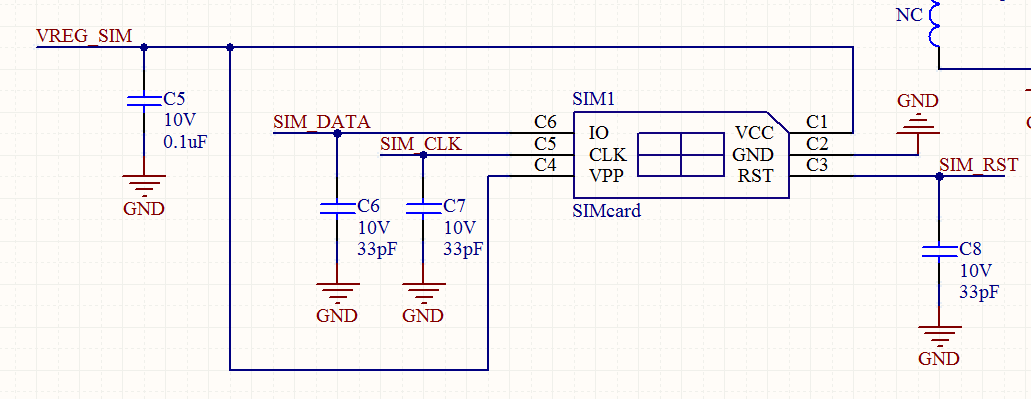 NC
VREG_SIM
C5
10V
0.1uF
GND
SIM_DATA
SIM_CLK
C6
10V
33pF
GND
C7
10V
33pF
GND
SIM1
C6
C5
C4
IO
CLK
VPP
VCC
GND
RST
C1
C2
C3
SIMcard
GND
SIM_RST
C8
10V
33pF
GND